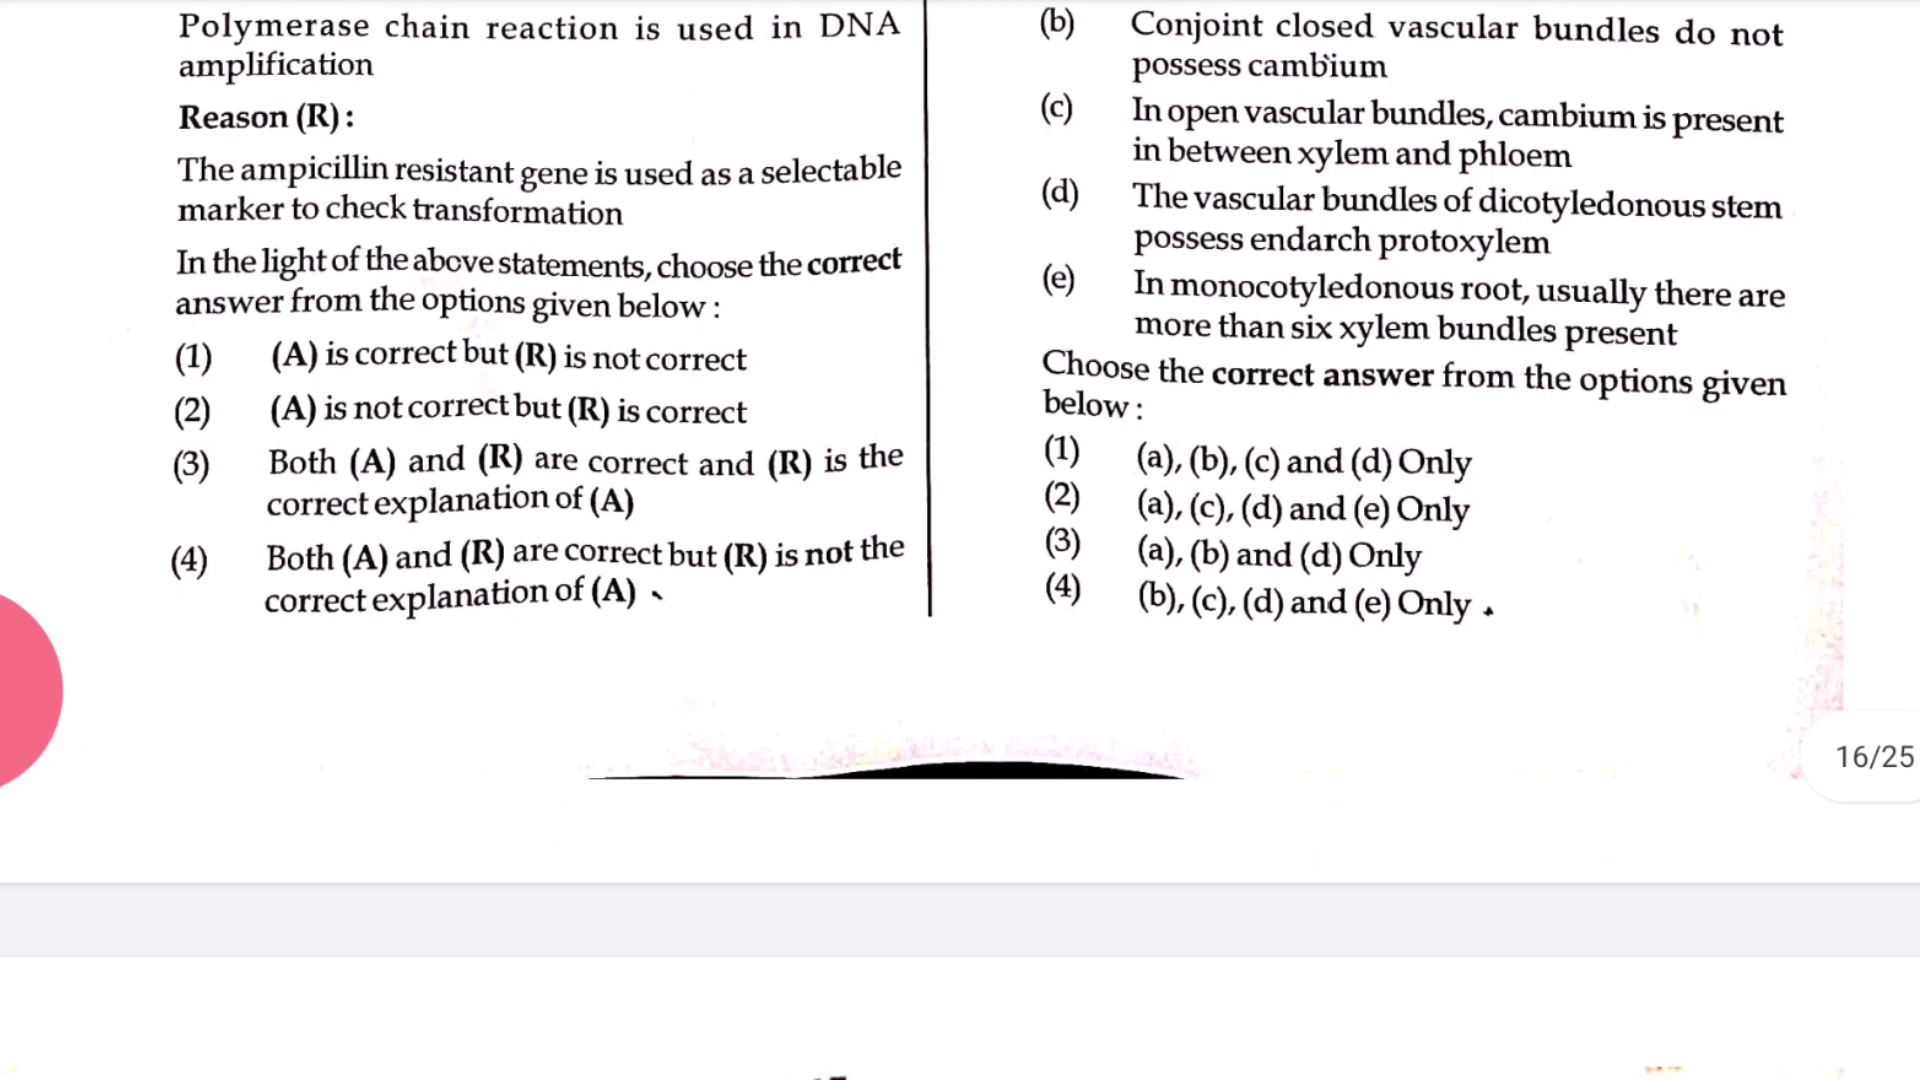 Polymerase chain reaction is used in DNA
amplification
Reason (R) :
The ampicillin resistant gene is used as a selectable
marker to check transformation
In the light of the above statements, choose the correct
answer from the options given below :
(1) (A) is correct but (R) is not correct
(2) (A) is not correct but (R) is correct
(3) Both (A) and (R) are correct and (R) is the
correct explanation of (A)
(4) Both (A) and (R) are correct but (R) is not the
correct explanation of (A)
(b) Conjoint closed vascular bundles do not
possess cambium
(c) In open vascular bundles, cambium is present
in between xylem and phloem
(d) The vascular bundles of dicotyledonous stem
possess endarch protoxylem
(e) In monocotyledonous root, usually there are
more than six xylem bundles present
Choose the correct answer from the options given
below :
(1) (a), (b), (c) and (d) Only
(2) (a), (c), (d) and (e) Only
(3) (a), (b) and (d) Only
(4) (b), (c), (d) and (e) Only
16/25